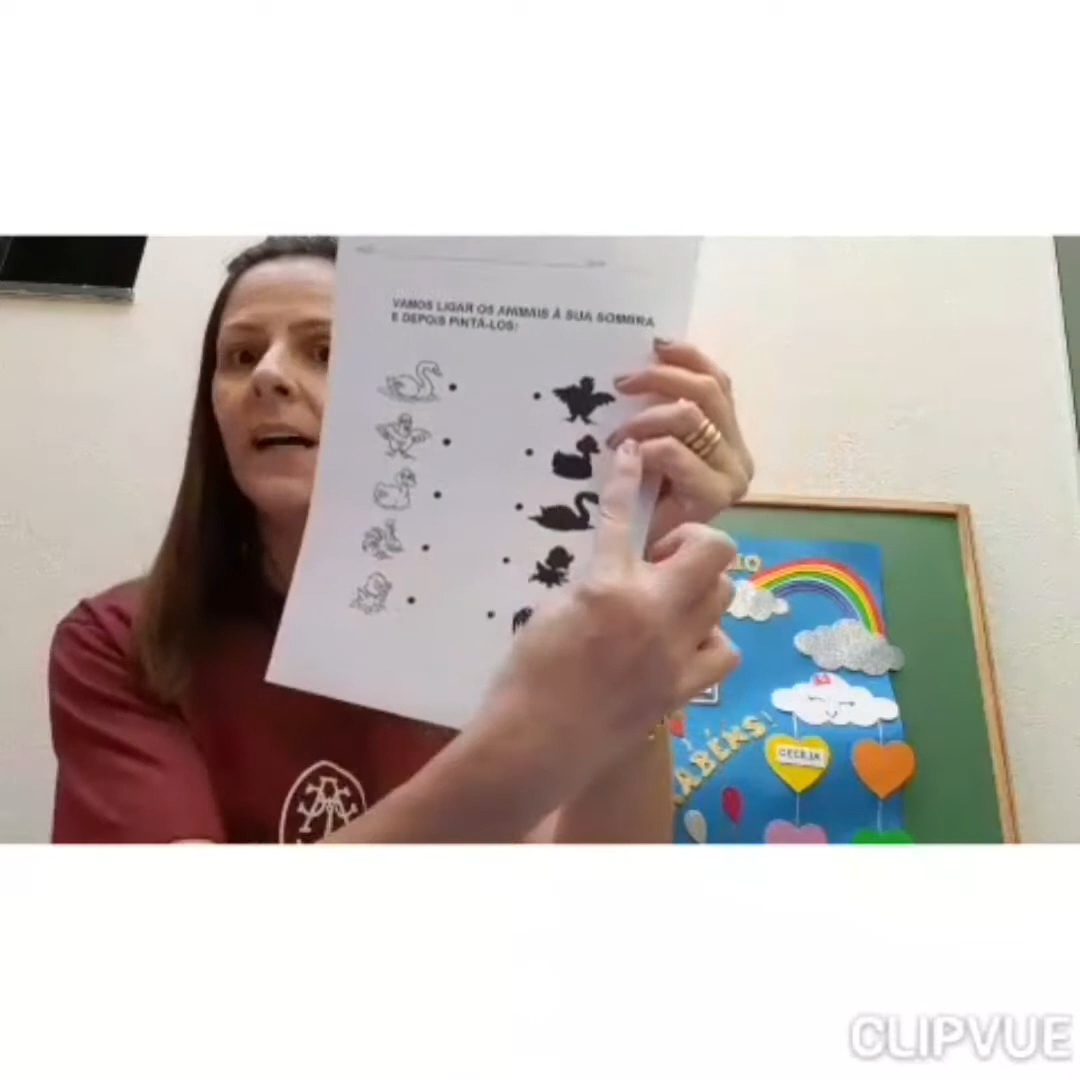 VAMOS LIGAR OS ANIMAIS À SUA SOMBRA
E DEPOIS PINTÁ-LOS:
CECÍLIA
CLIPVUE